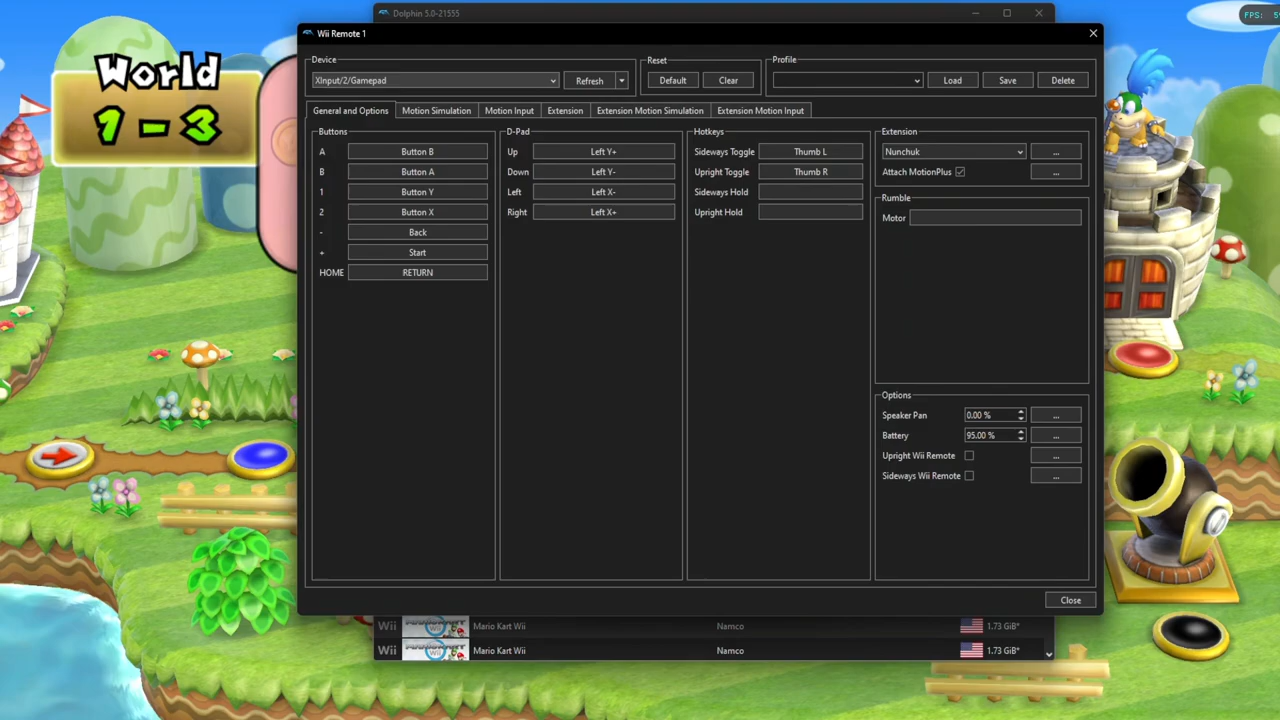 Dolphin 5.0-21555
FPS: 5
World
1-3
Wii Remote 1
Device
XInput/2/Gamepad
Refresh
Reset
Default
Clear
Profile
Load
Save
Delete
General and Options
Motion Simulation
Motion Input
Extension
Extension Motion Simulation
Extension Motion Input
Buttons
A Button B
B Button A
1 Button Y
2 Button X
- Back
+ Start
HOME RETURN
D-Pad
Up Left Y+
Down Left Y-
Left Left X-
Right Left X+
Hotkeys
Sideways Toggle Thumb L
Upright Toggle Thumb R
Sideways Hold
Upright Hold
Extension
Nunchuk ...
Attach MotionPlus ...
Rumble
Motor
Options
Speaker Pan 0.00 % ...
Battery 95.00 % ...
Upright Wii Remote ...
Sideways Wii Remote ...
Close
Wii Mario Kart Wii Namco 1.73 GiB*
Wii Mario Kart Wii Namco 1.73 GiB*